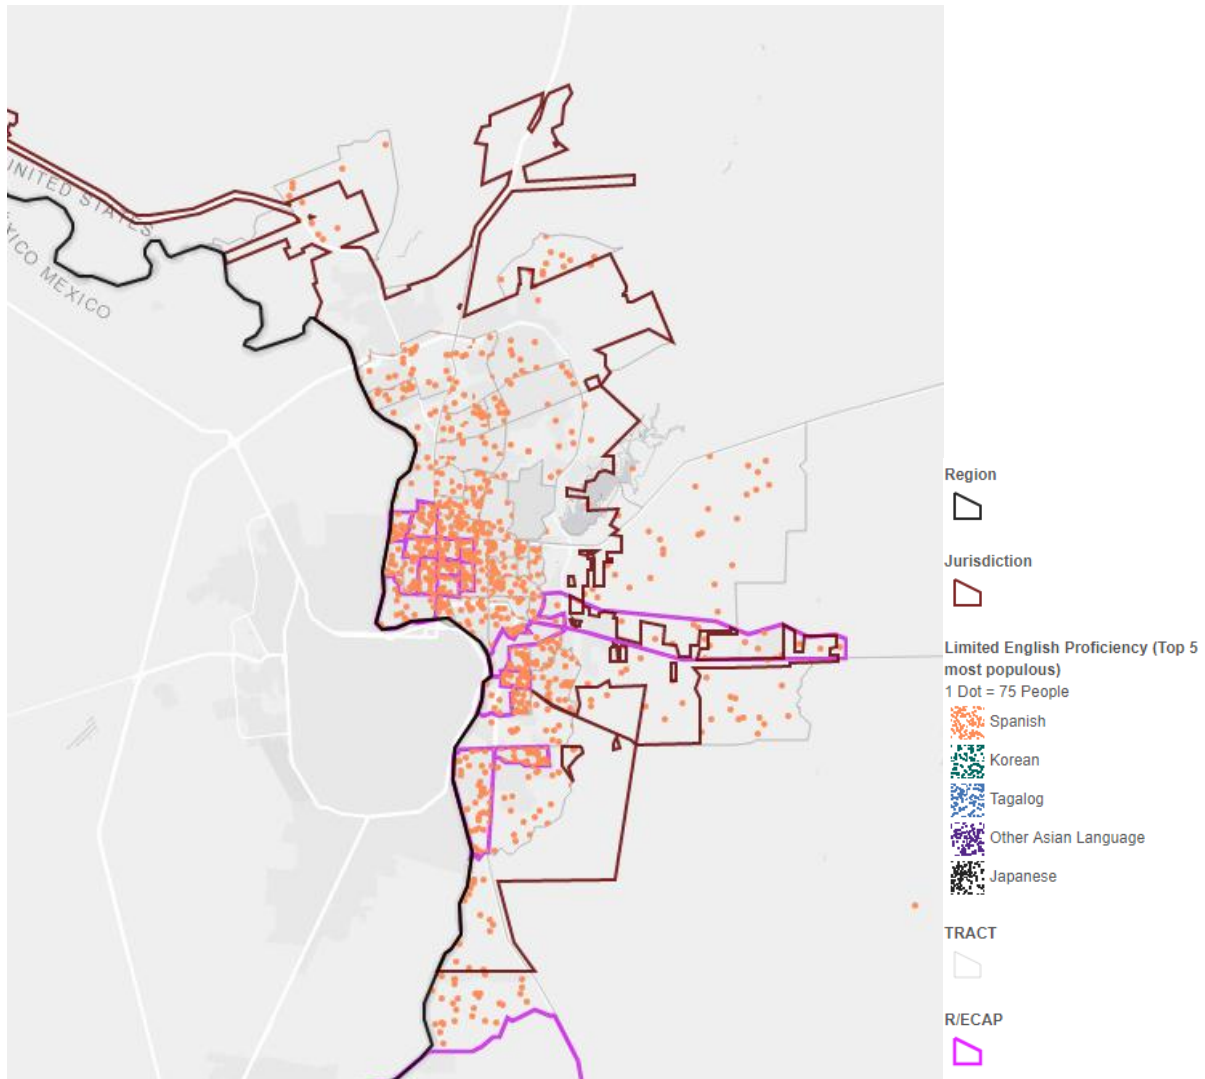 UNITED STATES
MEXICO MEXICO
Region
Jurisdiction
Limited English Proficiency (Top 5
most populous)
1 Dot = 75 People
Spanish
Korean
Tagalog
Other Asian Language
Japanese
TRACT
R/ECAP